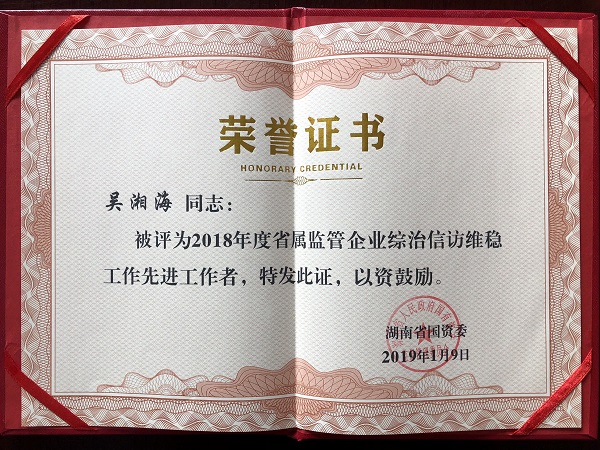 荣誉证书
HONORARY CREDENTIAL
吴湘海 同志：
被评为2018年度省属监管企业综治信访维稳
工作先进工作者，特发此证，以资鼓励。
湖南省国资委
2019年1月9日